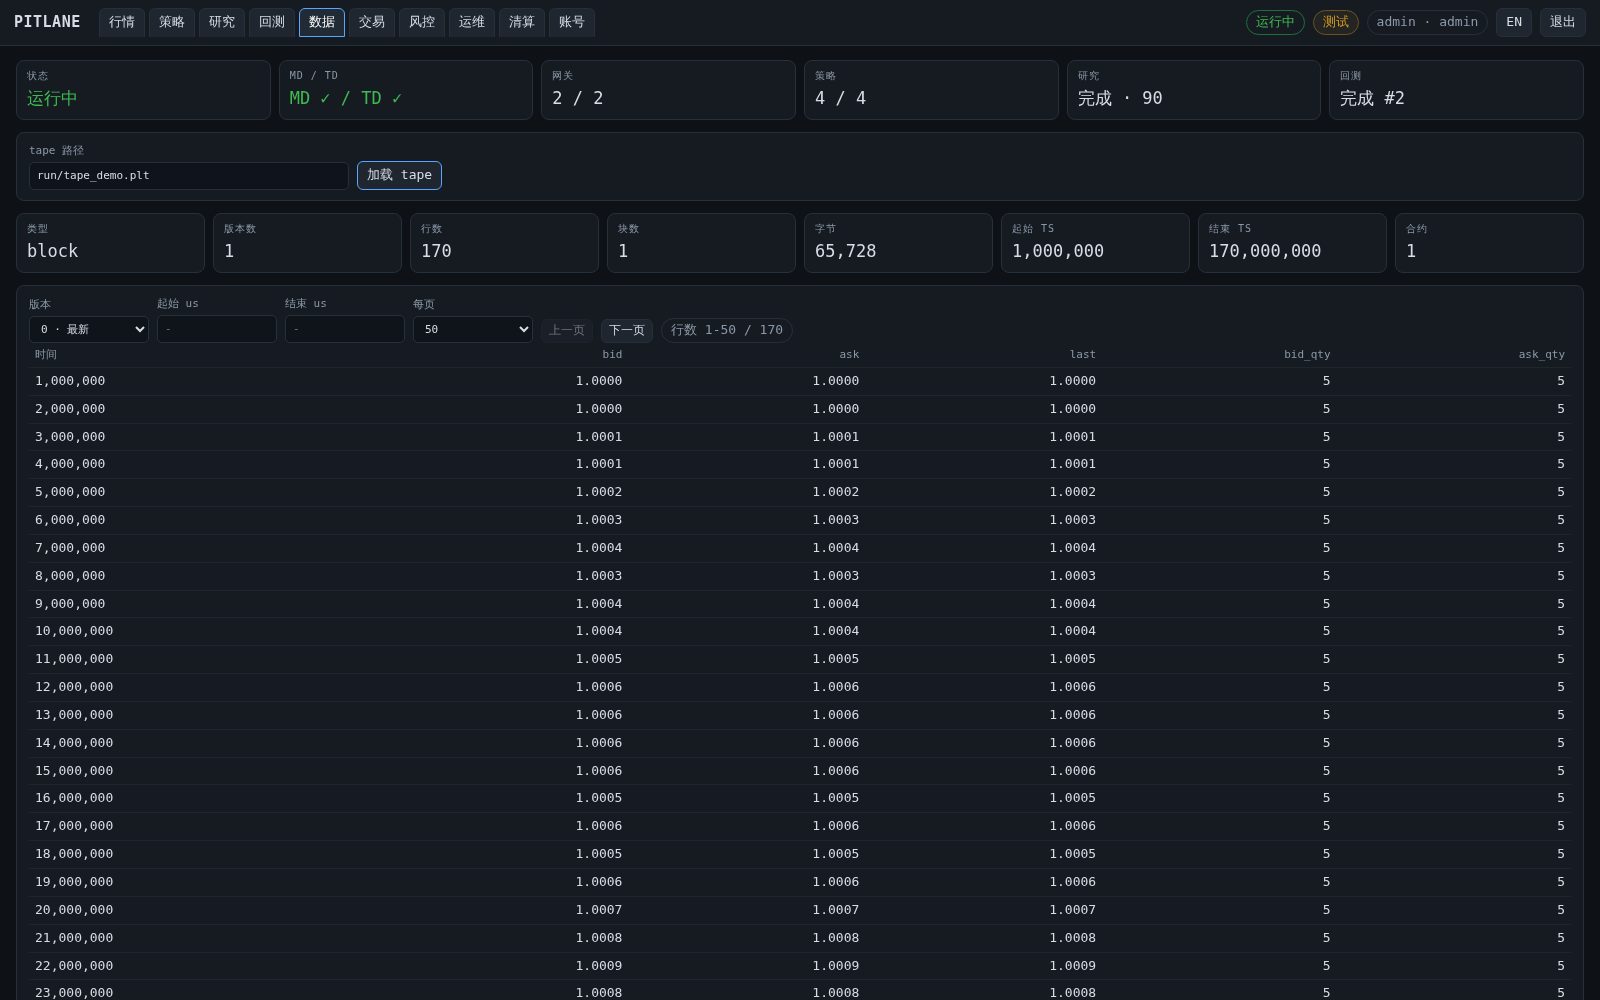 PITLANE 行情 策略 研究 回测 数据 交易 风控 运维 清算 账号 运行中 测试 admin · admin EN 退出
状态 MD / TD 网关 策略 研究 回测
运行中 MD ✓ / TD ✓ 2 / 2 4 / 4 完成 · 90 完成 #2
tape 路径
run/tape_demo.plt 加载 tape
类型 版本数 行数 块数 字节 起始 TS 结束 TS 合约
block 1 170 1 65,728 1,000,000 170,000,000 1
版本 起始 us 结束 us 每页
0 · 最新 - - 50 上一页 下一页 行数 1-50 / 170
时间 bid ask last bid_qty ask_qty
1,000,000 1.0000 1.0000 1.0000 5 5
2,000,000 1.0000 1.0000 1.0000 5 5
3,000,000 1.0001 1.0001 1.0001 5 5
4,000,000 1.0001 1.0001 1.0001 5 5
5,000,000 1.0002 1.0002 1.0002 5 5
6,000,000 1.0003 1.0003 1.0003 5 5
7,000,000 1.0004 1.0004 1.0004 5 5
8,000,000 1.0003 1.0003 1.0003 5 5
9,000,000 1.0004 1.0004 1.0004 5 5
10,000,000 1.0004 1.0004 1.0004 5 5
11,000,000 1.0005 1.0005 1.0005 5 5
12,000,000 1.0006 1.0006 1.0006 5 5
13,000,000 1.0006 1.0006 1.0006 5 5
14,000,000 1.0006 1.0006 1.0006 5 5
15,000,000 1.0006 1.0006 1.0006 5 5
16,000,000 1.0005 1.0005 1.0005 5 5
17,000,000 1.0006 1.0006 1.0006 5 5
18,000,000 1.0005 1.0005 1.0005 5 5
19,000,000 1.0006 1.0006 1.0006 5 5
20,000,000 1.0007 1.0007 1.0007 5 5
21,000,000 1.0008 1.0008 1.0008 5 5
22,000,000 1.0009 1.0009 1.0009 5 5
23,000,000 1.0008 1.0008 1.0008 5 5